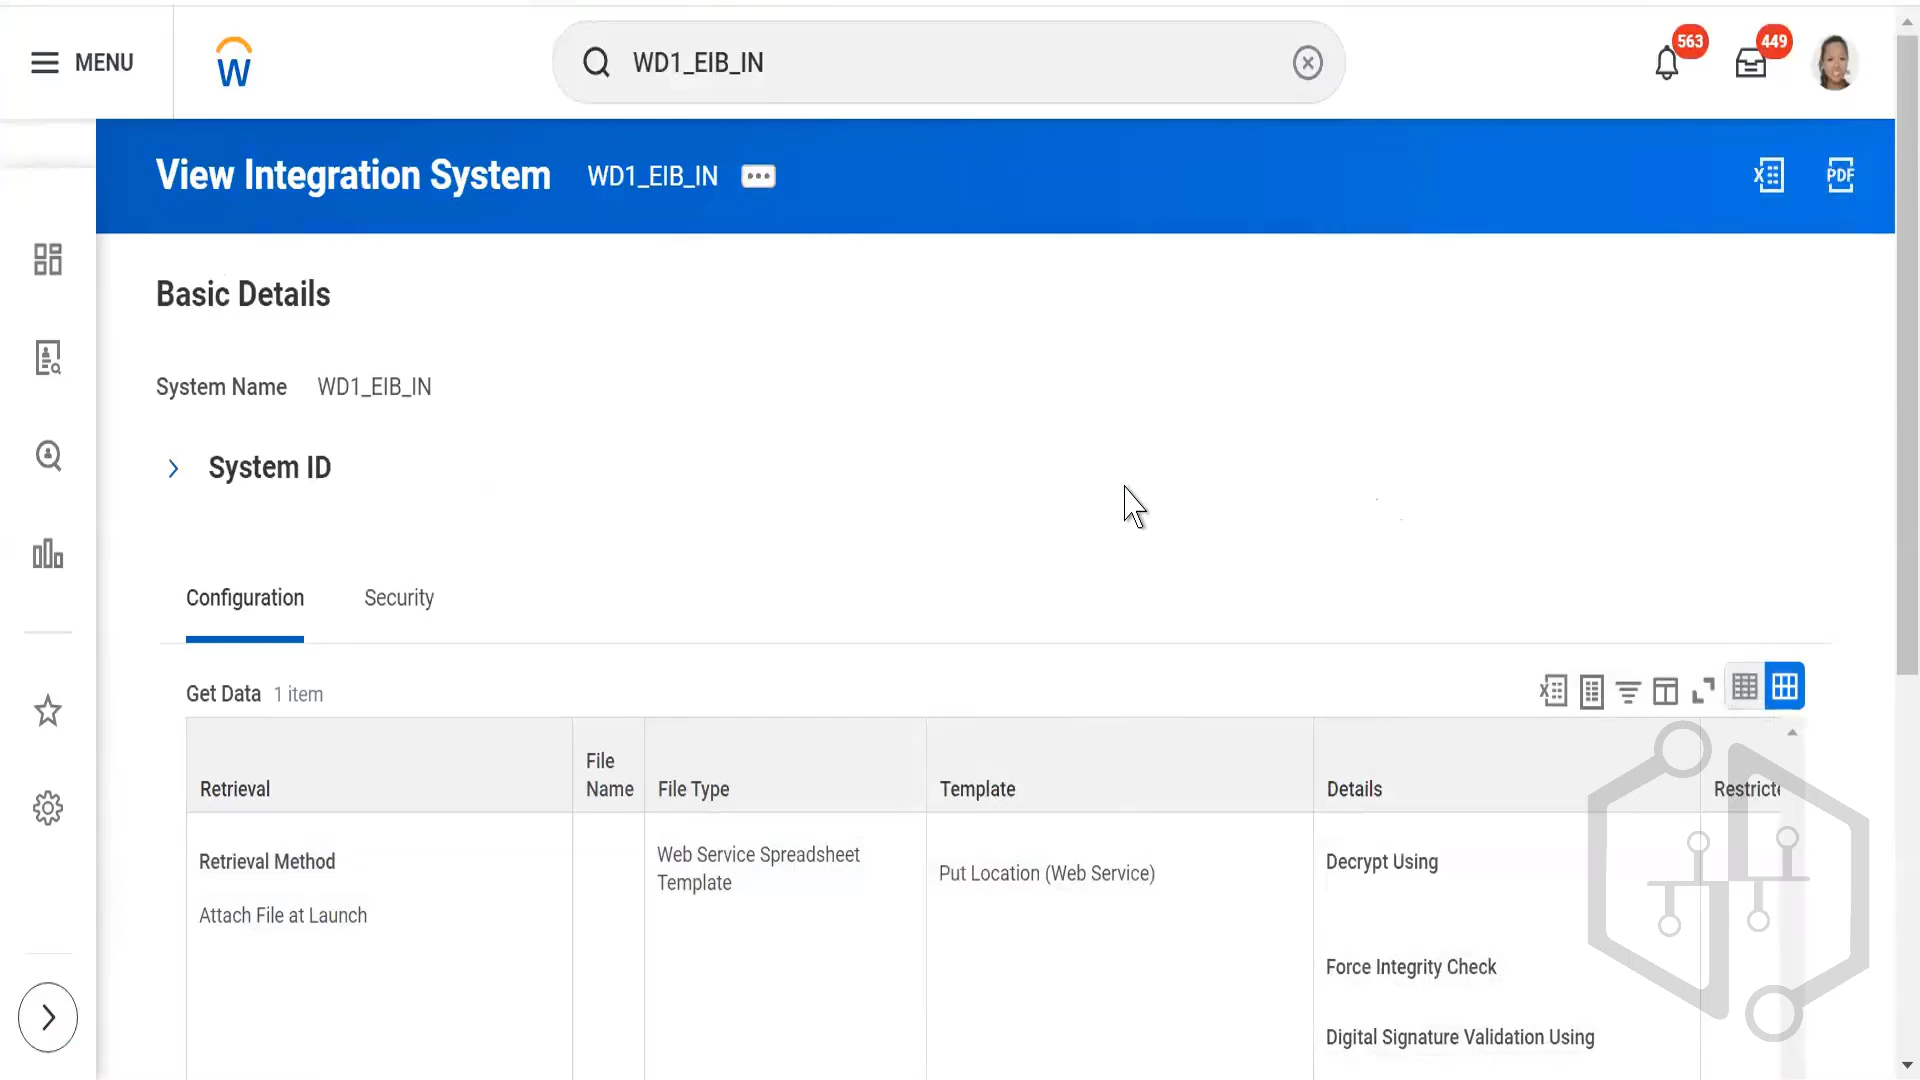 MENU
WD1_EIB_IN
563
449
View Integration System WD1_EIB_IN
PDF
Basic Details
System Name WD1_EIB_IN
System ID
Configuration Security
Get Data 1 item
Retrieval
File
Name
File Type
Template
Details
Restricte
Retrieval Method
Attach File at Launch
Web Service Spreadsheet
Template
Put Location (Web Service)
Decrypt Using
Force Integrity Check
Digital Signature Validation Using